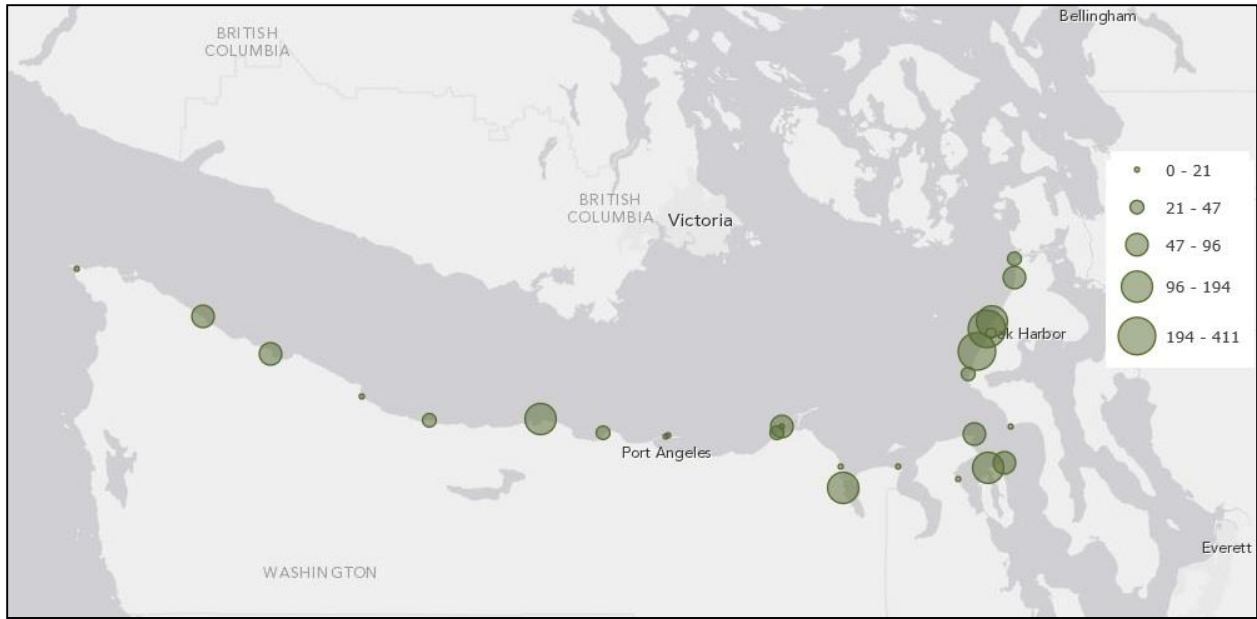 Bellingham
BRITISH
COLUMBIA
0 - 21
21 - 47
47 - 96
96 - 194
194 - 411
BRITISH
COLUMBIA
Victoria
Oak Harbor
Port Angeles
Everett
WASHINGTON